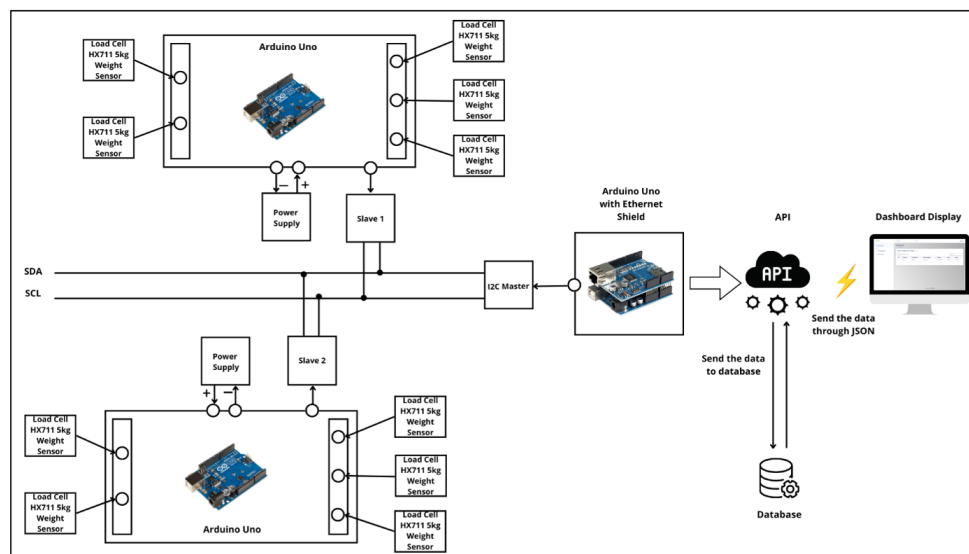 Load Cell
HX711 5kg
Weight
Sensor
Load Cell
HX711 5kg
Weight
Sensor
Arduino Uno
Load Cell
HX711 5kg
Weight
Sensor
Load Cell
HX711 5kg
Weight
Sensor
Load Cell
HX711 5kg
Weight
Sensor
−
+
Power
Supply
Slave 1
SDA
SCL
I2C Master
Arduino Uno
with Ethernet
Shield
API
API
Dashboard Display
Send the data
through JSON
Send the data
to database
Database
Power
Supply
+
−
Slave 2
Load Cell
HX711 5kg
Weight
Sensor
Load Cell
HX711 5kg
Weight
Sensor
Arduino Uno
Load Cell
HX711 5kg
Weight
Sensor
Load Cell
HX711 5kg
Weight
Sensor
Load Cell
HX711 5kg
Weight
Sensor